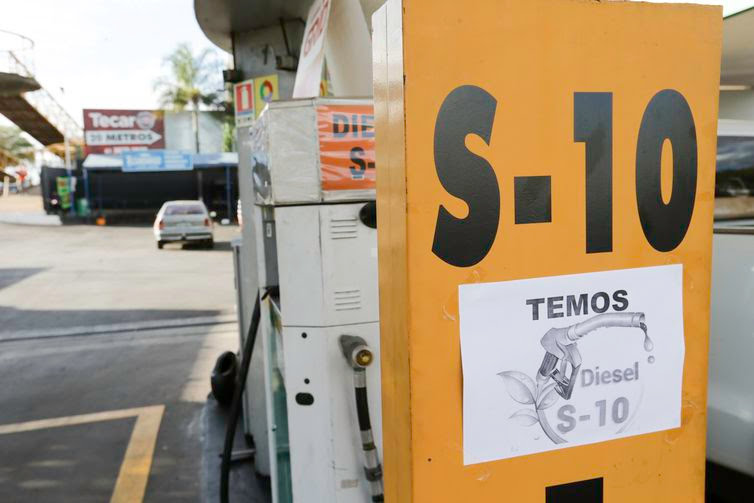 Tecar
20 METROS
DIE
S-
S-10
TEMOS
Diesel
S-10